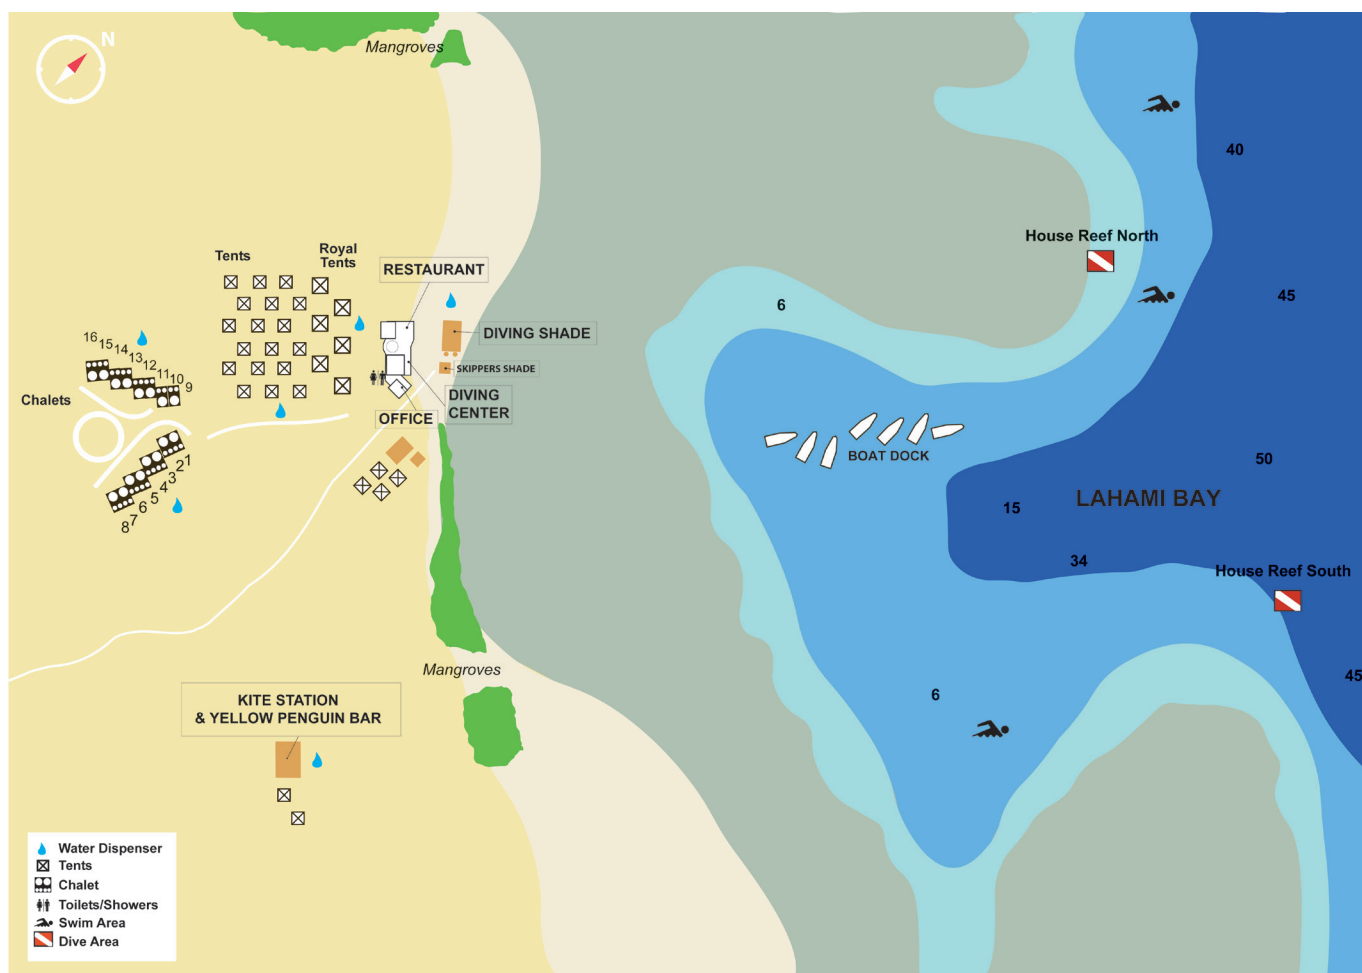 N
Mangroves
Tents
Royal
Tents
RESTAURANT
DIVING SHADE
SKIPPERS SHADE
DIVING
CENTER
OFFICE
16
15
14
13
12
11
10
9
Chalets
1
2
3
4
5
6
7
8
Mangroves
KITE STATION
& YELLOW PENGUIN BAR
40
House Reef North
6
45
BOAT DOCK
50
LAHAMI BAY
15
34
House Reef South
45
6
Water Dispenser
Tents
Chalet
Toilets/Showers
Swim Area
Dive Area